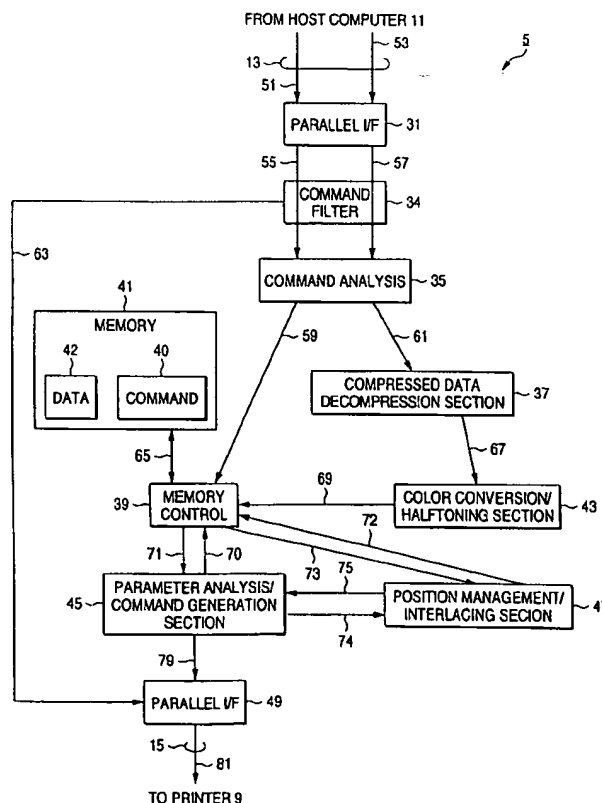 FROM HOST COMPUTER 11
53
5
13
51
PARALLEL I/F
31
55
57
COMMAND
FILTER
34
63
COMMAND ANALYSIS
35
41
MEMORY
59
61
42
40
DATA
COMMAND
COMPRESSED DATA
DECOMPRESSION SECTION
37
65
67
69
39
MEMORY
CONTROL
COLOR CONVERSION/
HALFTONING SECTION
43
72
71
70
73
75
45
PARAMETER ANALYSIS/
COMMAND GENERATION
SECTION
POSITION MANAGEMENT/
INTERLACING SECION
74
79
PARALLEL I/F
49
15
81
TO PRINTER 9